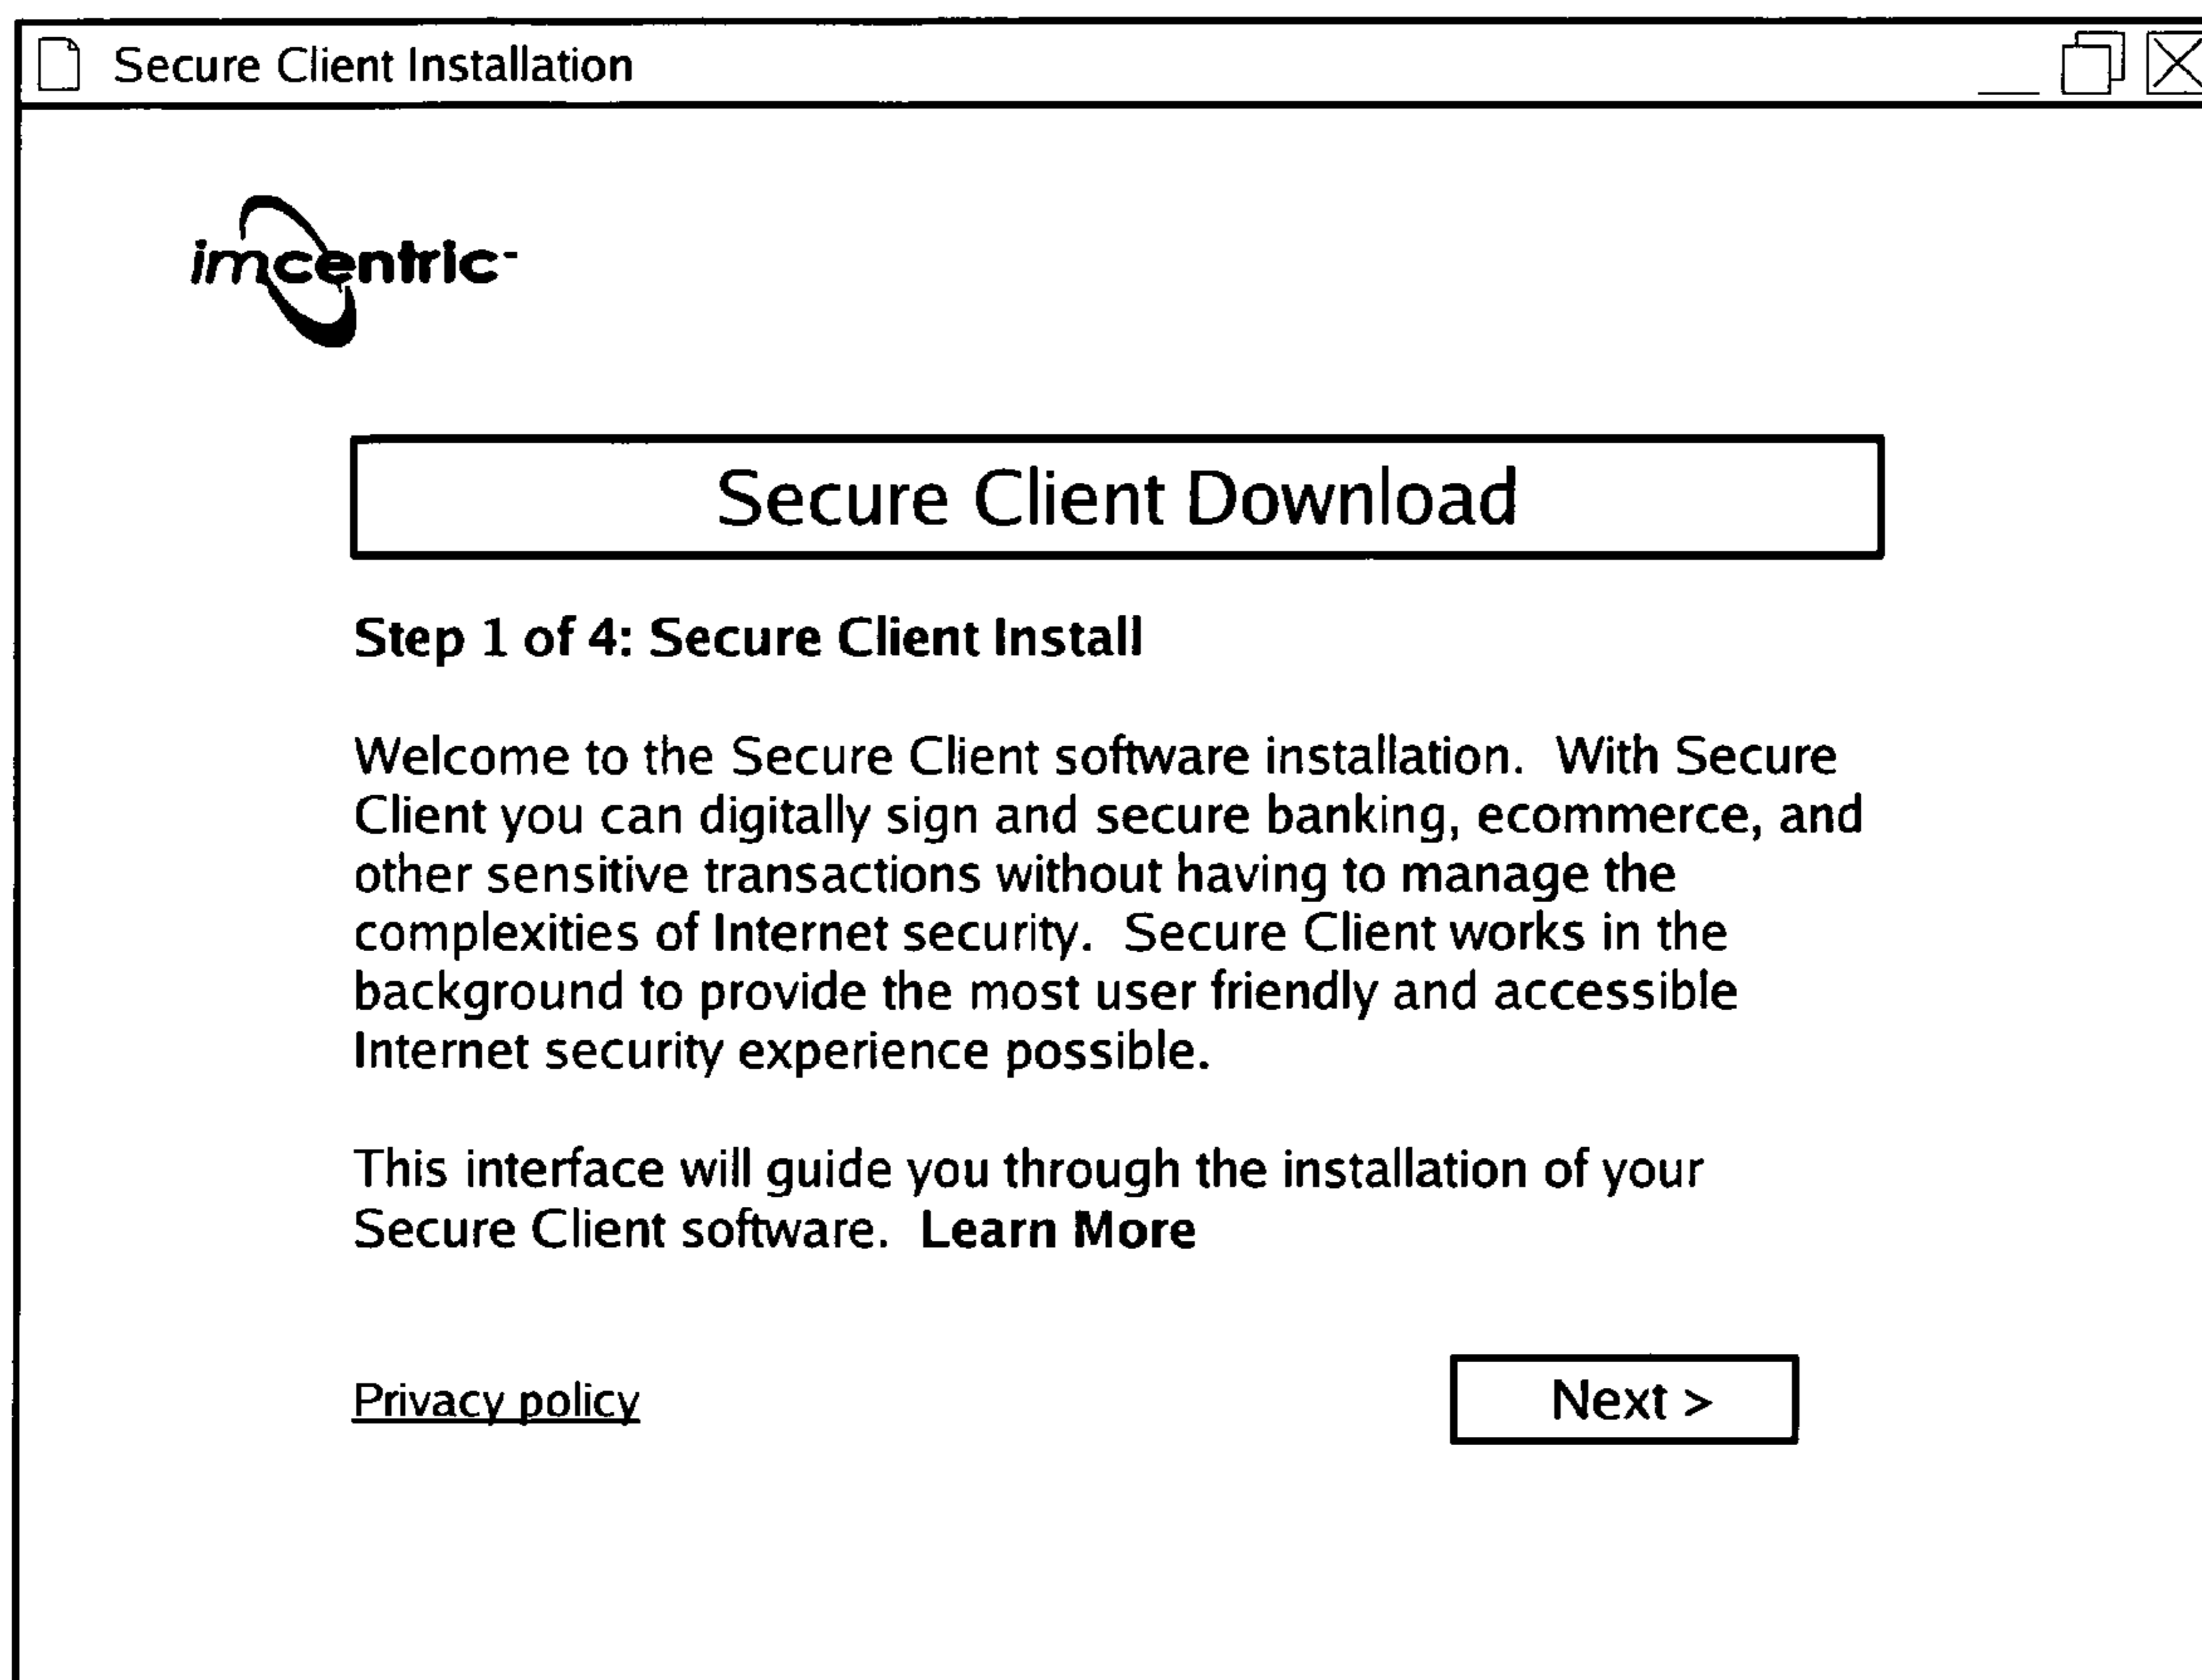 Secure Client Installation
imcentric
Secure Client Download
Step 1 of 4: Secure Client Install
Welcome to the Secure Client software installation.  With Secure
Client you can digitally sign and secure banking, ecommerce, and
other sensitive transactions without having to manage the
complexities of Internet security.  Secure Client works in the
background to provide the most user friendly and accessible
Internet security experience possible.
This interface will guide you through the installation of your
Secure Client software.  Learn More
Privacy policy
Next >